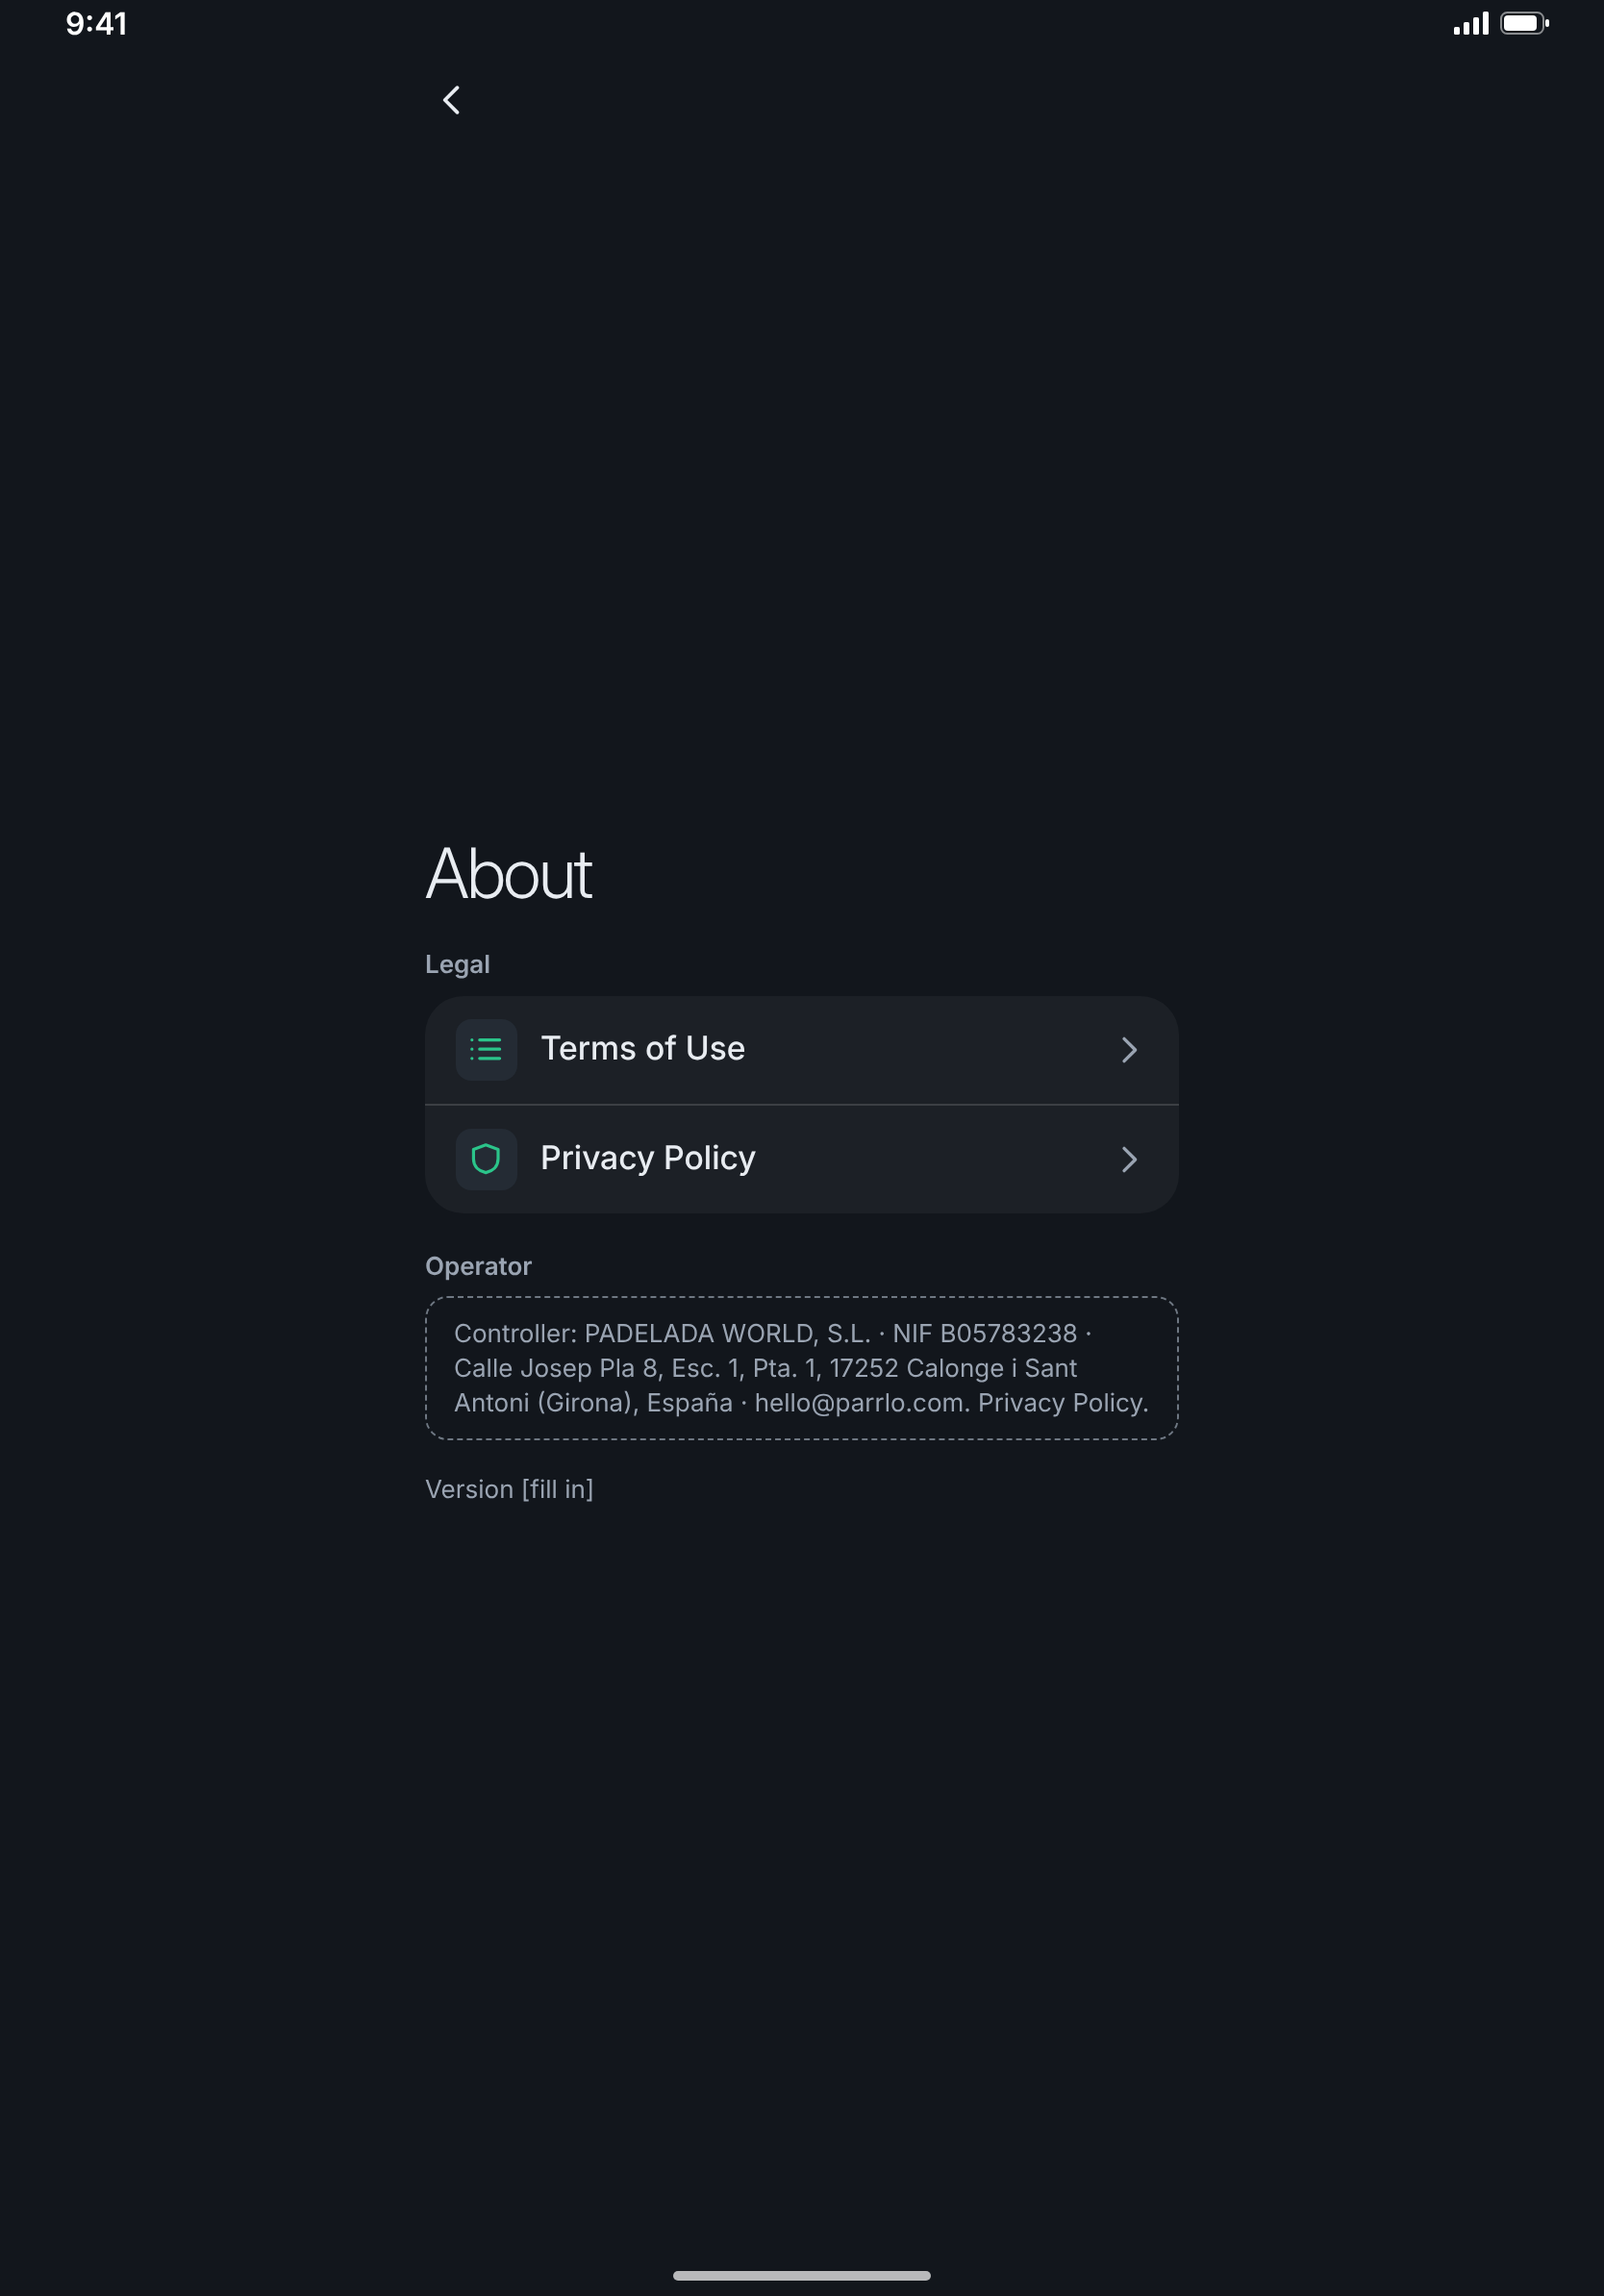 9:41
About
Legal
Terms of Use
Privacy Policy
Operator
Controller: PADELADA WORLD, S.L. · NIF B05783238 ·
Calle Josep Pla 8, Esc. 1, Pta. 1, 17252 Calonge i Sant
Antoni (Girona), España · hello@parrlo.com. Privacy Policy.
Version [fill in]